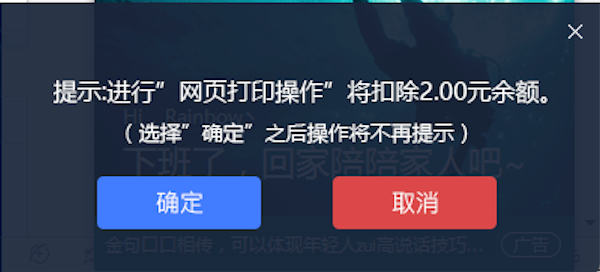 提示:进行”网页打印操作”将扣除2.00元余额。
Hi，Rainbow>
（选择”确定”之后操作将不再提示）
下班了，回家陪陪家人吧~
确定
取消
金句口口相传，可以体现年轻人zui高说话技巧...
广告